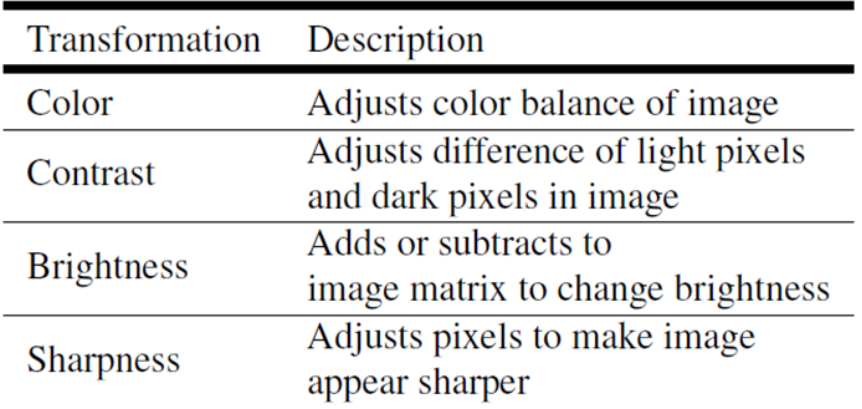 Transformation Description
Color Adjusts color balance of image
Contrast Adjusts difference of light pixels
and dark pixels in image
Brightness Adds or subtracts to
image matrix to change brightness
Sharpness Adjusts pixels to make image
appear sharper